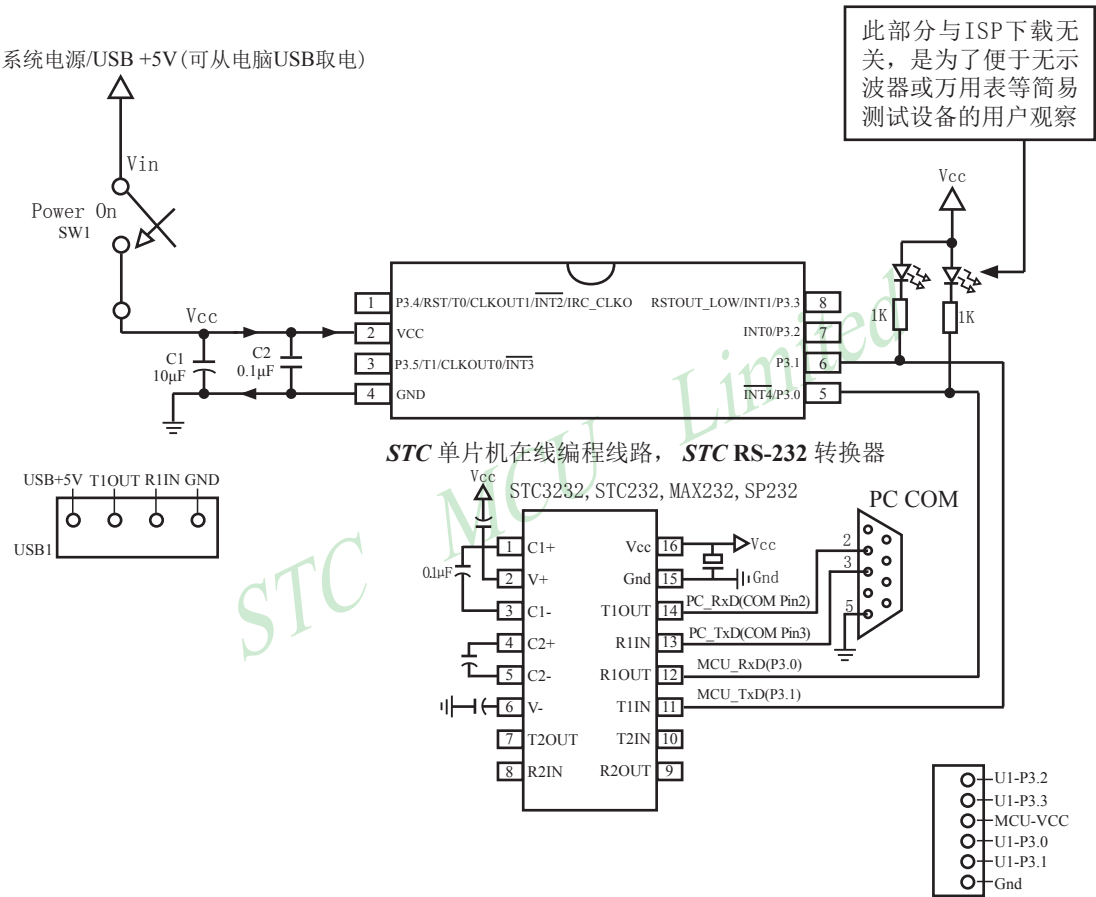 此部分与ISP下载无
关，是为了便于无示
波器或万用表等简易
测试设备的用户观察
系统电源/USB +5V(可从电脑USB取电)
Vin
Power On
SW1
Vcc
C1
10µF
C2
0.1µF
1
P3.4/RST/T0/CLKOUT1/INT2/IRC_CLKO
2
VCC
3
P3.5/T1/CLKOUT0/INT3
4
GND
RSTOUT_LOW/INT1/P3.3
8
INT0/P3.2
7
P3.1
6
INT4/P3.0
5
Vcc
1K
1K
STC 单片机在线编程线路， STC RS-232 转换器
STC3232, STC232, MAX232, SP232
USB+5V T1OUT R1IN GND
USB1
Vcc
0.1µF
1
C1+
2
V+
3
C1-
4
C2+
5
C2-
6
V-
7
T2OUT
8
R2IN
Vcc
16
Vcc
Gnd
15
Gnd
T1OUT
14
PC_RxD(COM Pin2)
R1IN
13
PC_TxD(COM Pin3)
R1OUT
12
MCU_RxD(P3.0)
T1IN
11
MCU_TxD(P3.1)
T2IN
10
R2OUT
9
PC COM
2
3
5
U1-P3.2
U1-P3.3
MCU-VCC
U1-P3.0
U1-P3.1
Gnd
STC MCU Limited